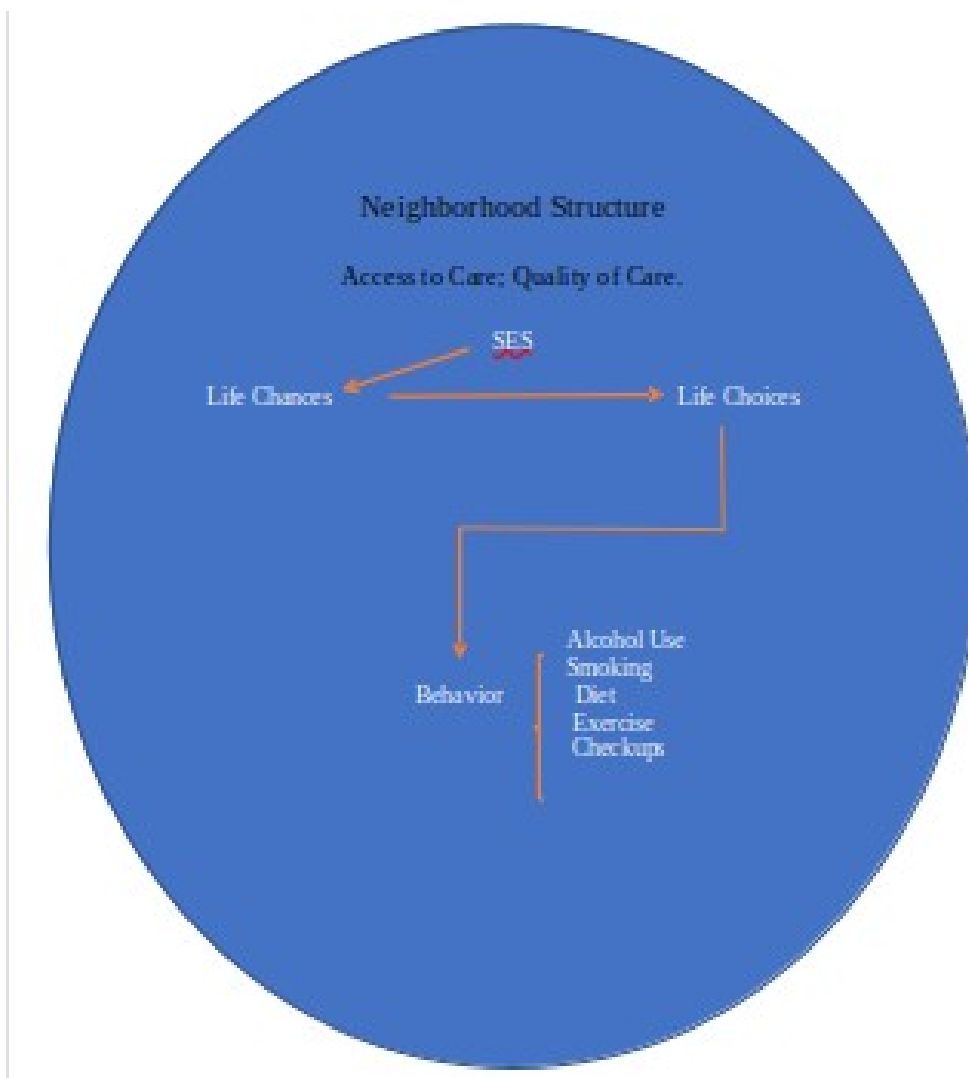 Neighborhood Structure
Access to Care; Quality of Care.
SES
Life Chances
Life Choices
Behavior
Alcohol Use
Smoking
Diet
Exercise
Checkups